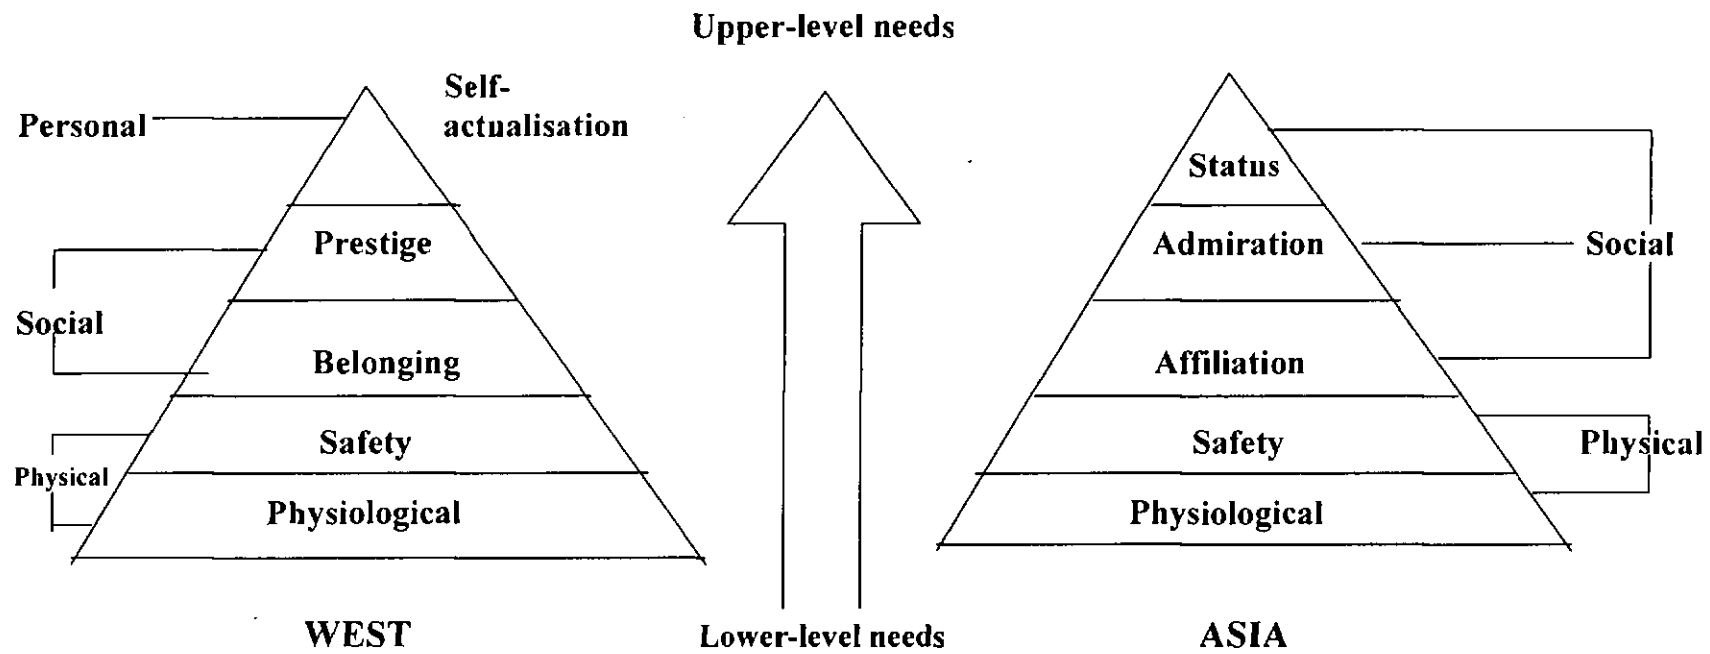 Upper-level needs
Self-
actualisation
Personal
Prestige
Social
Belonging
Safety
Physical
Physiological
WEST
Lower-level needs
Status
Admiration
Social
Affiliation
Safety
Physical
Physiological
ASIA